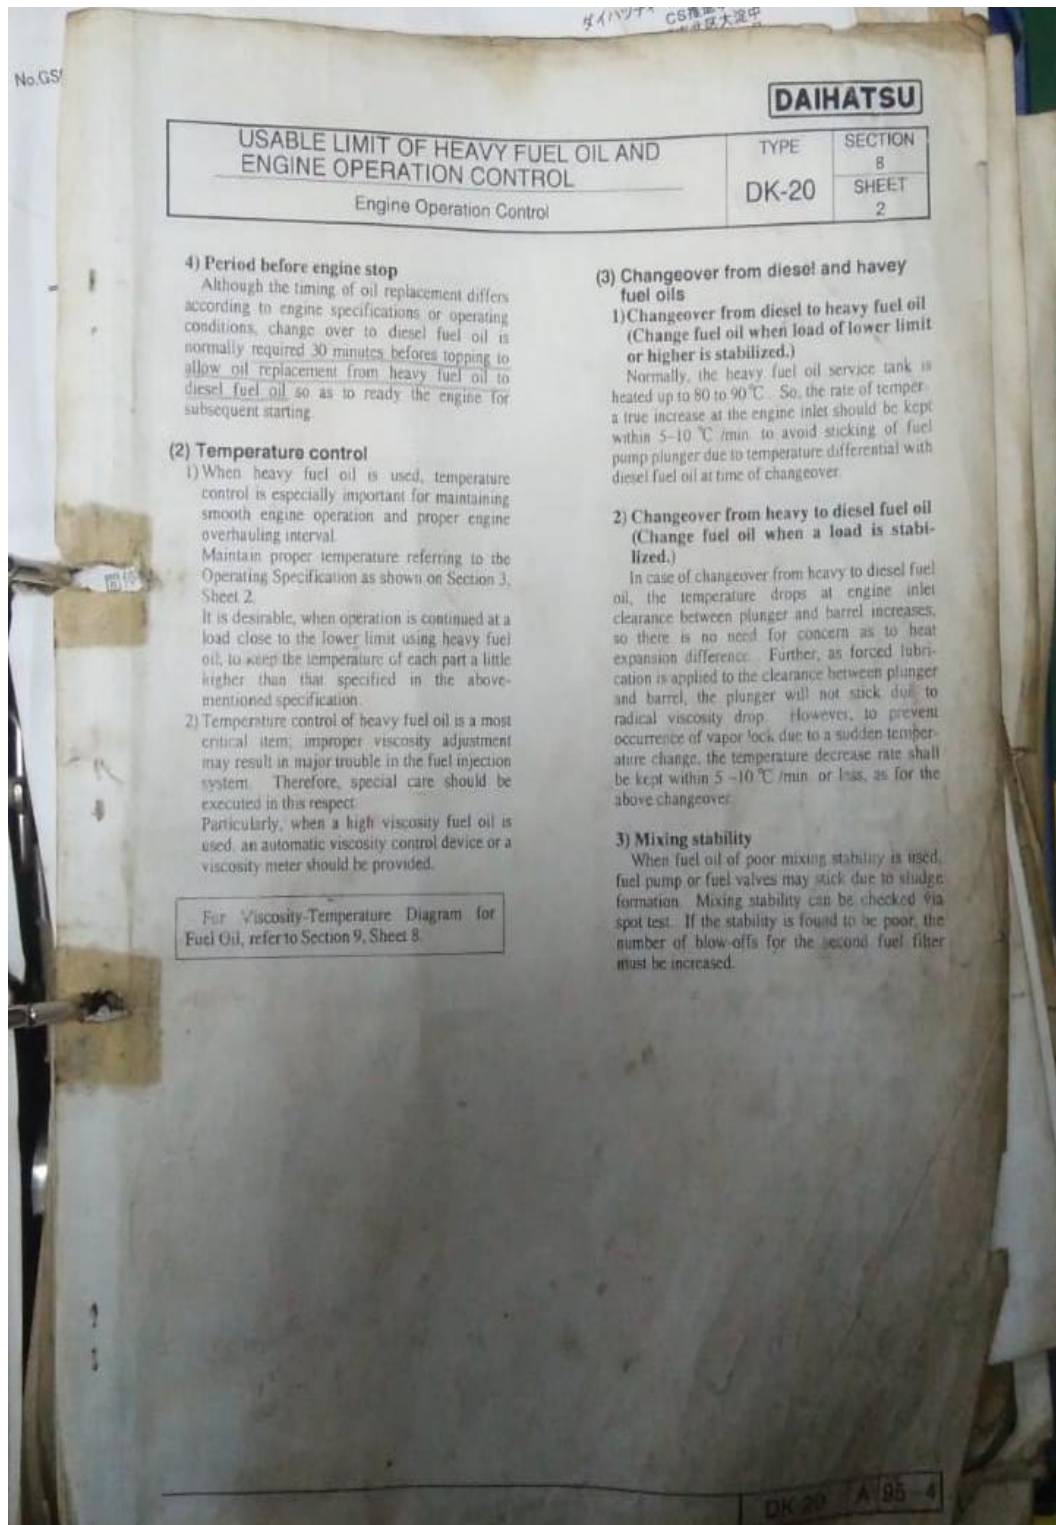 ダイハツディ
CS推進
北区大淀中
No.GS
DAIHATSU
USABLE LIMIT OF HEAVY FUEL OIL AND
ENGINE OPERATION CONTROL
Engine Operation Control
TYPE
DK-20
SECTION
8
SHEET
2
4) Period before engine stop
Although the timing of oil replacement differs
according to engine specifications or operating
conditions, change over to diesel fuel oil is
normally required 30 minutes befores topping to
allow oil replacement from heavy fuel oil to
diesel fuel oil so as to ready the engine for
subsequent starting.
(2) Temperature control
1) When heavy fuel oil is used, temperature
control is especially important for maintaining
smooth engine operation and proper engine
overhauling interval.
Maintain proper temperature referring to the
Operating Specification as shown on Section 3,
Sheet 2.
It is desirable, when operation is continued at a
load close to the lower limit using heavy fuel
oil, to keep the temperature of each part a little
higher than that specified in the above-
mentioned specification.
2) Temperature control of heavy fuel oil is a most
critical item; improper viscosity adjustment
may result in major trouble in the fuel injection
system. Therefore, special care should be
executed in this respect.
Particularly, when a high viscosity fuel oil is
used, an automatic viscosity control device or a
viscosity meter should be provided.
For Viscosity-Temperature Diagram for
Fuel Oil, refer to Section 9, Sheet 8.
(3) Changeover from diesel and havey
fuel oils
1)Changeover from diesel to heavy fuel oil
(Change fuel oil when load of lower limit
or higher is stabilized.)
Normally, the heavy fuel oil service tank is
heated up to 80 to 90℃. So, the rate of temper-
a true increase at the engine inlet should be kept
within 5–10 ℃ /min. to avoid sticking of fuel
pump plunger due to temperature differential with
diesel fuel oil at time of changeover.
2) Changeover from heavy to diesel fuel oil
(Change fuel oil when a load is stabi-
lized.)
In case of changeover from heavy to diesel fuel
oil, the temperature drops at engine inlet
clearance between plunger and barrel increases,
so there is no need for concern as to heat
expansion difference. Further, as forced lubri-
cation is applied to the clearance between plunger
and barrel, the plunger will not stick due to
radical viscosity drop. However, to prevent
occurrence of vapor lock due to a sudden temper-
ature change, the temperature decrease rate shall
be kept within 5 –10 ℃ /min. or less, as for the
above changeover.
3) Mixing stability
When fuel oil of poor mixing stability is used,
fuel pump or fuel valves may stick due to sludge
formation. Mixing stability can be checked via
spot test. If the stability is found to be poor, the
number of blow-offs for the second fuel filter
must be increased.
DK-20 A 95 4